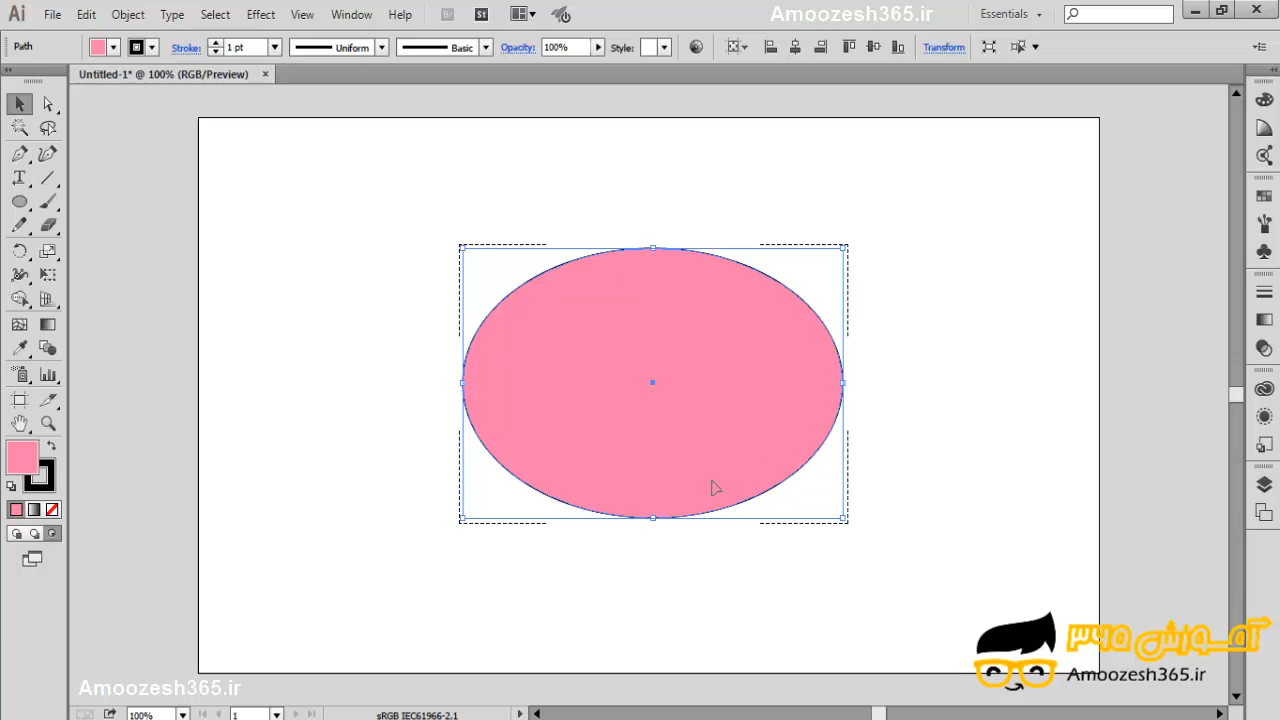 Ai File Edit Object Type Select Effect View Window Help Br St Amoozesh365.ir Essentials
Path Stroke: 1 pt Uniform Basic Opacity: 100% Style: Transform
Untitled-1* @ 100% (RGB/Preview) ×
آموزش ۳۶۵
Amoozesh365.ir
Amoozesh365.ir
100% 1 sRGB IEC61966-2.1